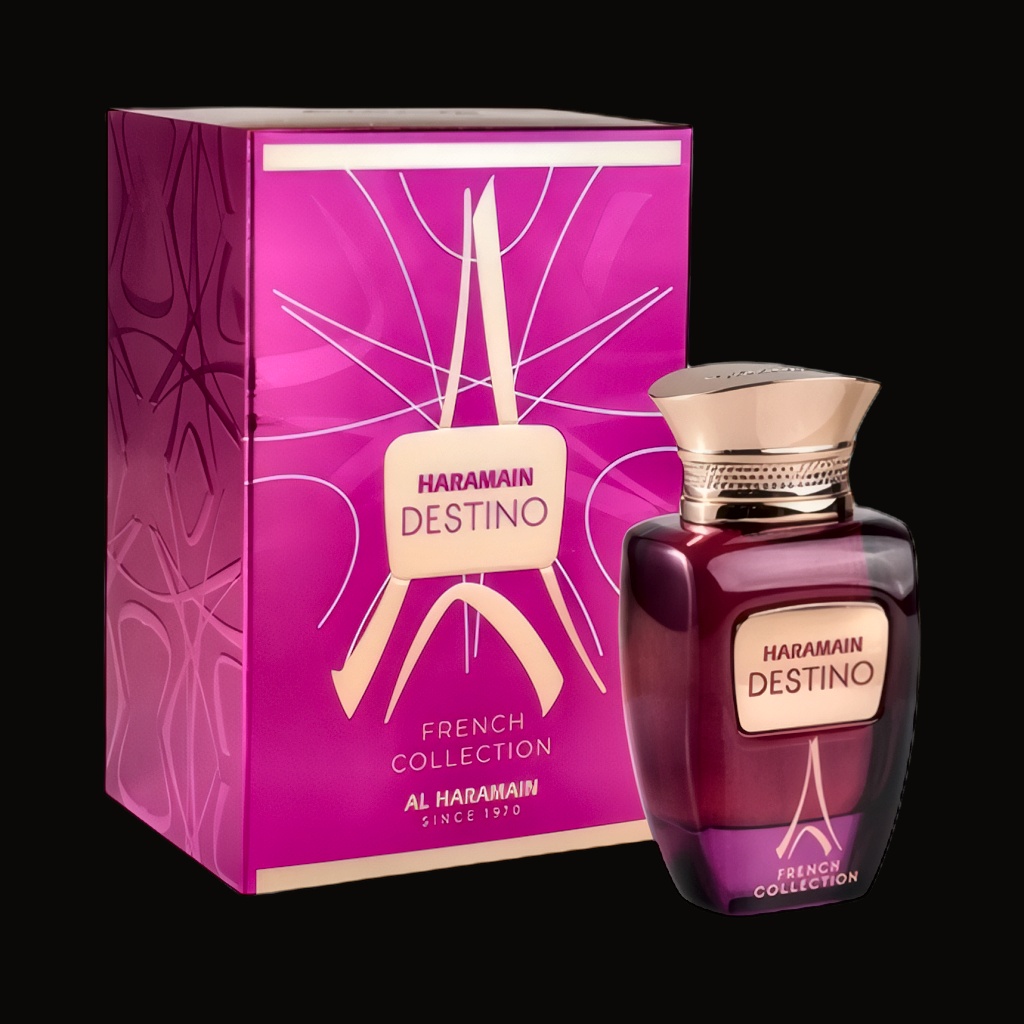 HARAMAIN
DESTINO
FRENCH
COLLECTION
AL HARAMAIN
SINCE 1970
HARAMAIN
DESTINO
FRENCH
COLLECTION